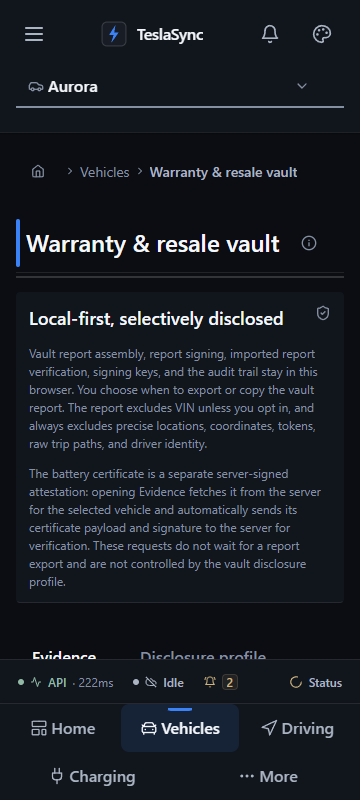 TeslaSync
Aurora
Vehicles
Warranty & resale vault
Warranty & resale vault
Local-first, selectively disclosed
Vault report assembly, report signing, imported report
verification, signing keys, and the audit trail stay in this
browser. You choose when to export or copy the vault
report. The report excludes VIN unless you opt in, and
always excludes precise locations, coordinates, tokens,
raw trip paths, and driver identity.
The battery certificate is a separate server-signed
attestation: opening Evidence fetches it from the server
for the selected vehicle and automatically sends its
certificate payload and signature to the server for
verification. These requests do not wait for a report
export and are not controlled by the vault disclosure
profile.
Evidence Disclosure profile
API · 222ms Idle 2 Status
Home Vehicles Driving
Charging More